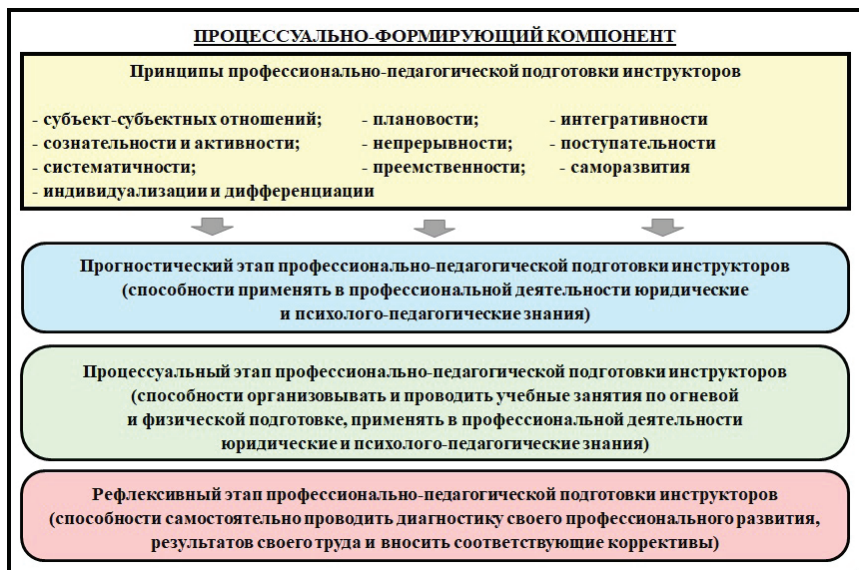 ПРОЦЕССУАЛЬНО-ФОРМИРУЮЩИЙ КОМПОНЕНТ
Принципы профессионально-педагогической подготовки инструкторов
- субъект-субъектных отношений; - плановости; - интегративности
- сознательности и активности; - непрерывности; - поступательности
- систематичности; - преемственности; - саморазвития
- индивидуализации и дифференциации
Прогностический этап профессионально-педагогической подготовки инструкторов
(способности применять в профессиональной деятельности юридические
и психолого-педагогические знания)
Процессуальный этап профессионально-педагогической подготовки инструкторов
(способности организовывать и проводить учебные занятия по огневой
и физической подготовке, применять в профессиональной деятельности
юридические и психолого-педагогические знания)
Рефлексивный этап профессионально-педагогической подготовки инструкторов
(способности самостоятельно проводить диагностику своего профессионального развития,
результатов своего труда и вносить соответствующие коррективы)